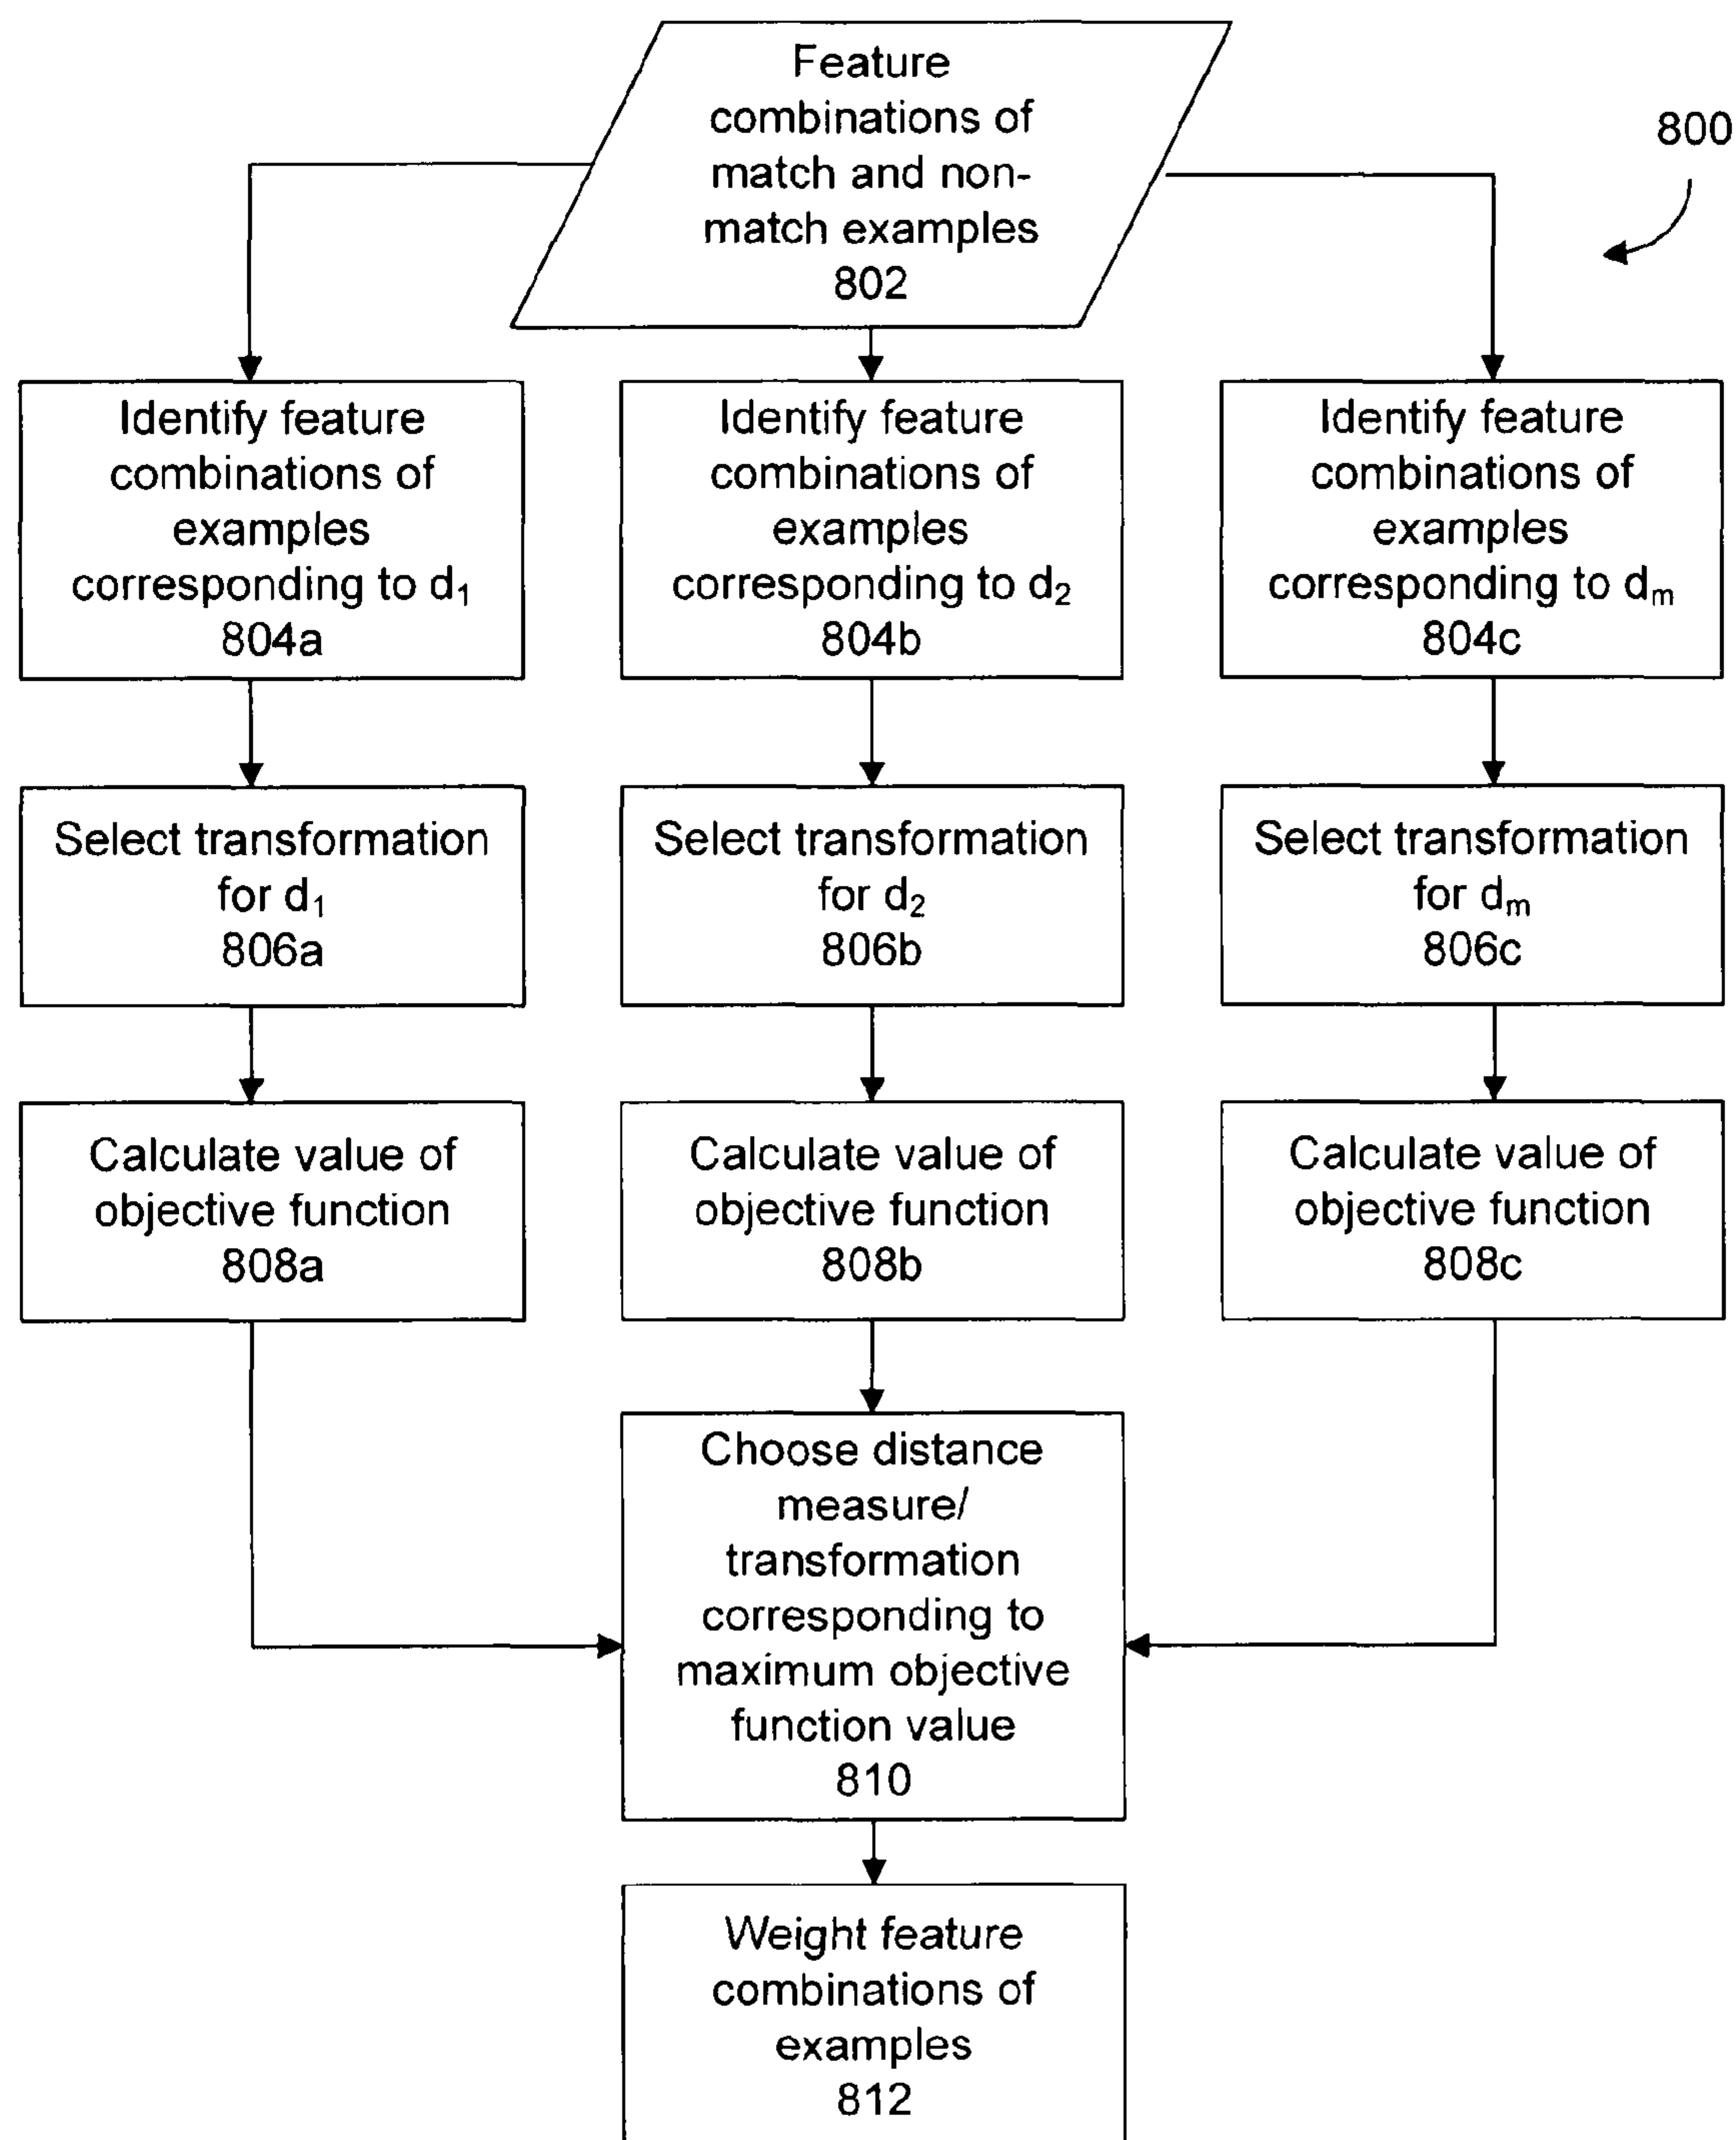 Feature
combinations of
match and non-
match examples
802
800
Identify feature
combinations of
examples
corresponding to d₁
804a
Identify feature
combinations of
examples
corresponding to d₂
804b
Identify feature
combinations of
examples
corresponding to dₘ
804c
Select transformation
for d₁
806a
Select transformation
for d₂
806b
Select transformation
for dₘ
806c
Calculate value of
objective function
808a
Calculate value of
objective function
808b
Calculate value of
objective function
808c
Choose distance
measure/
transformation
corresponding to
maximum objective
function value
810
Weight feature
combinations of
examples
812